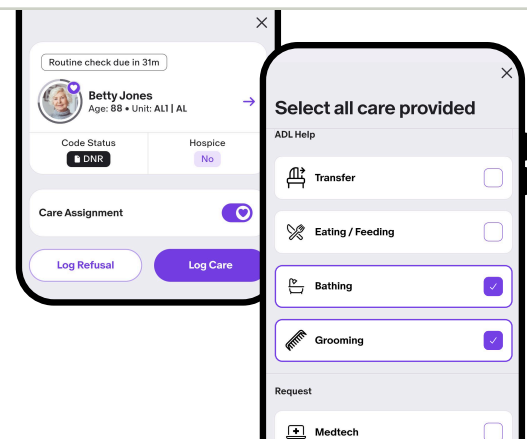 Routine check due in 31m
Betty Jones
Age: 88 • Unit: AL1 | AL
Code Status
Hospice
DNR
No
Care Assignment
Log Refusal
Log Care
Select all care provided
ADL Help
Transfer
Eating / Feeding
Bathing
Grooming
Request
Medtech